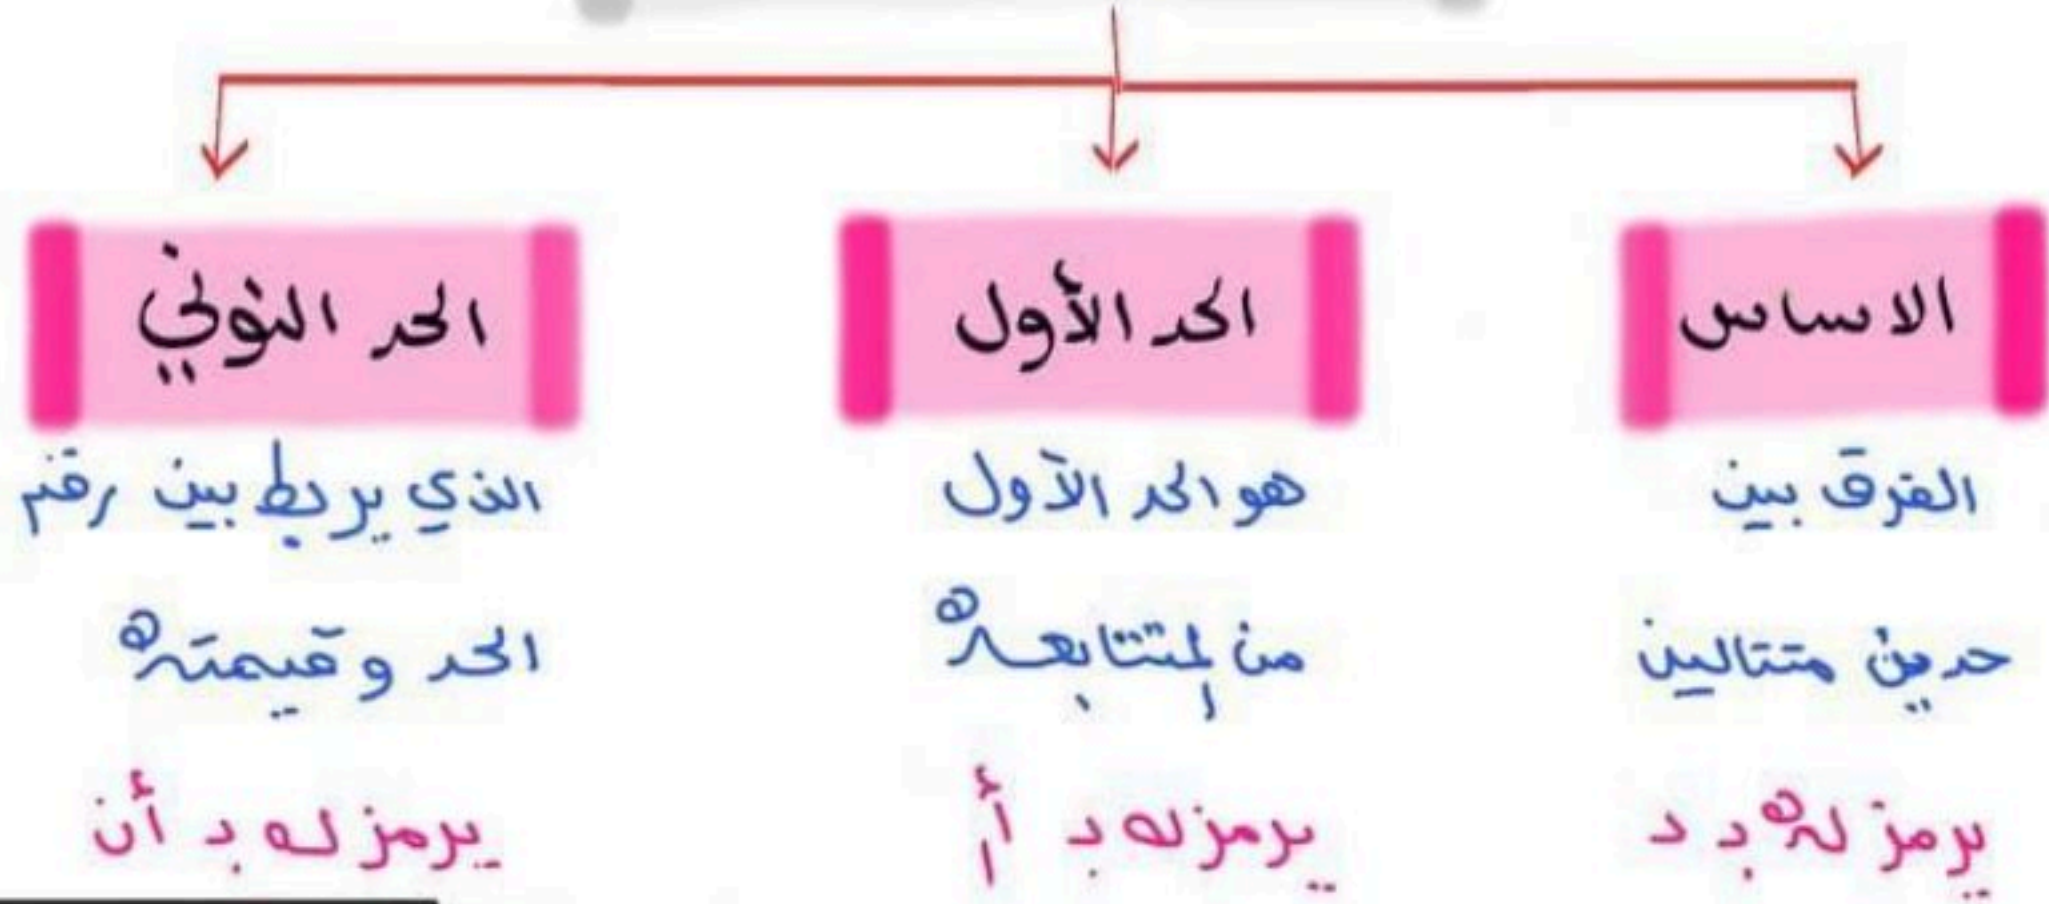 الاساس
الفرق بين
حدين متتاليين
يرمز له بـ د
الحد الأول
هو الحد الأول
من المتتابعه
يرمز له بـ أ١
الحد النوني
الذي يربط بين رقم
الحد وقيمته
يرمز له بـ أن